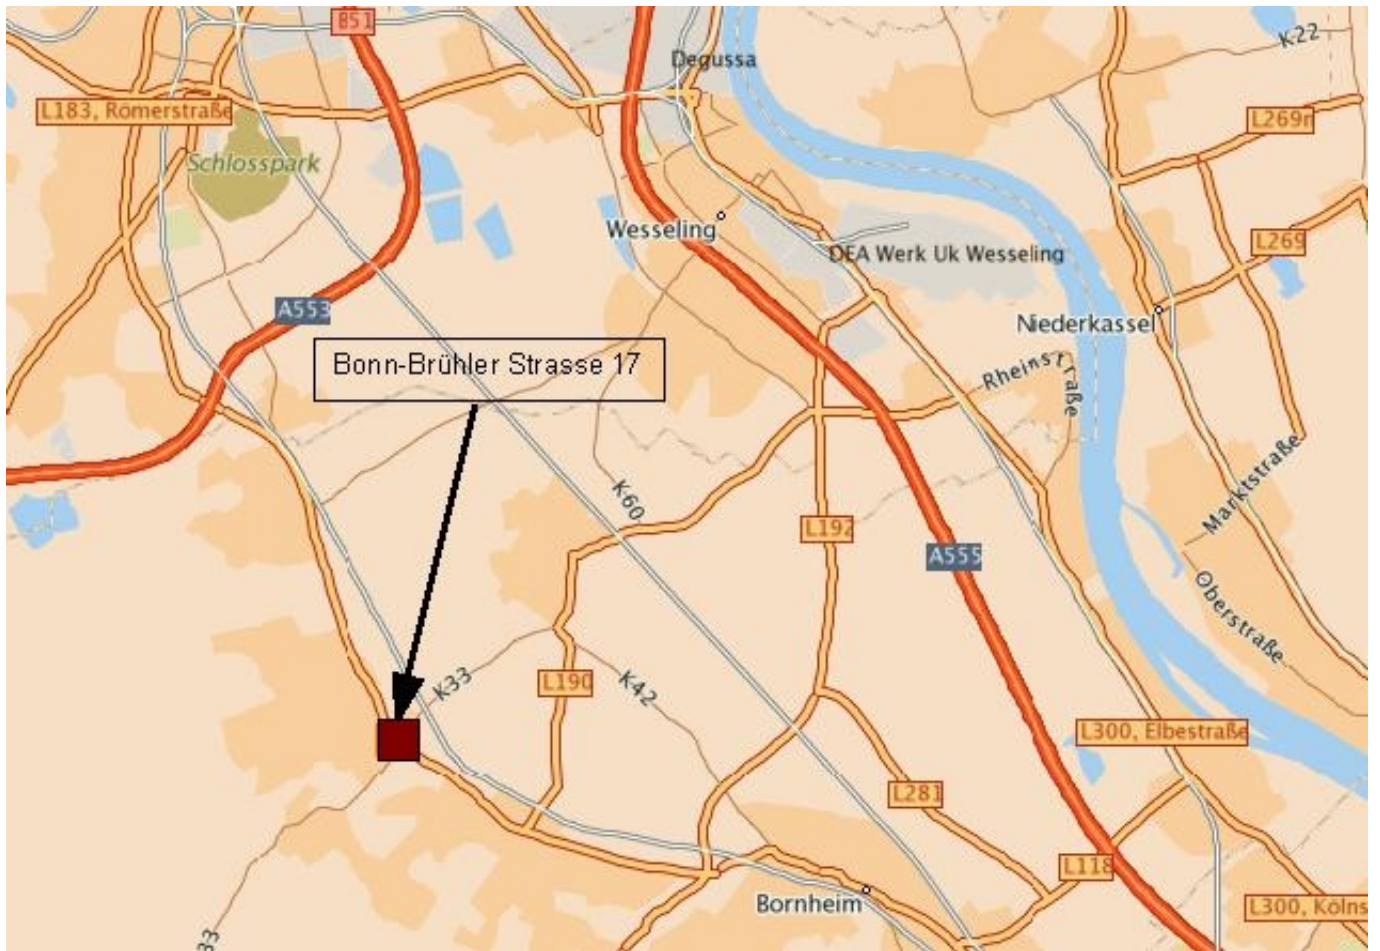 B51
Degussa
K22
L183, Römerstraße
L269n
Schlosspark
Wesseling
L269
DEA Werk Uk Wesseling
A553
Niederkassel
Bonn-Brühler Strasse 17
Rheinstraße
Marktstraße
K60
L192
A555
Oberstraße
K33
L190
K42
L300, Elbestraße
L281
L118
Bornheim
L300, Kölns
33